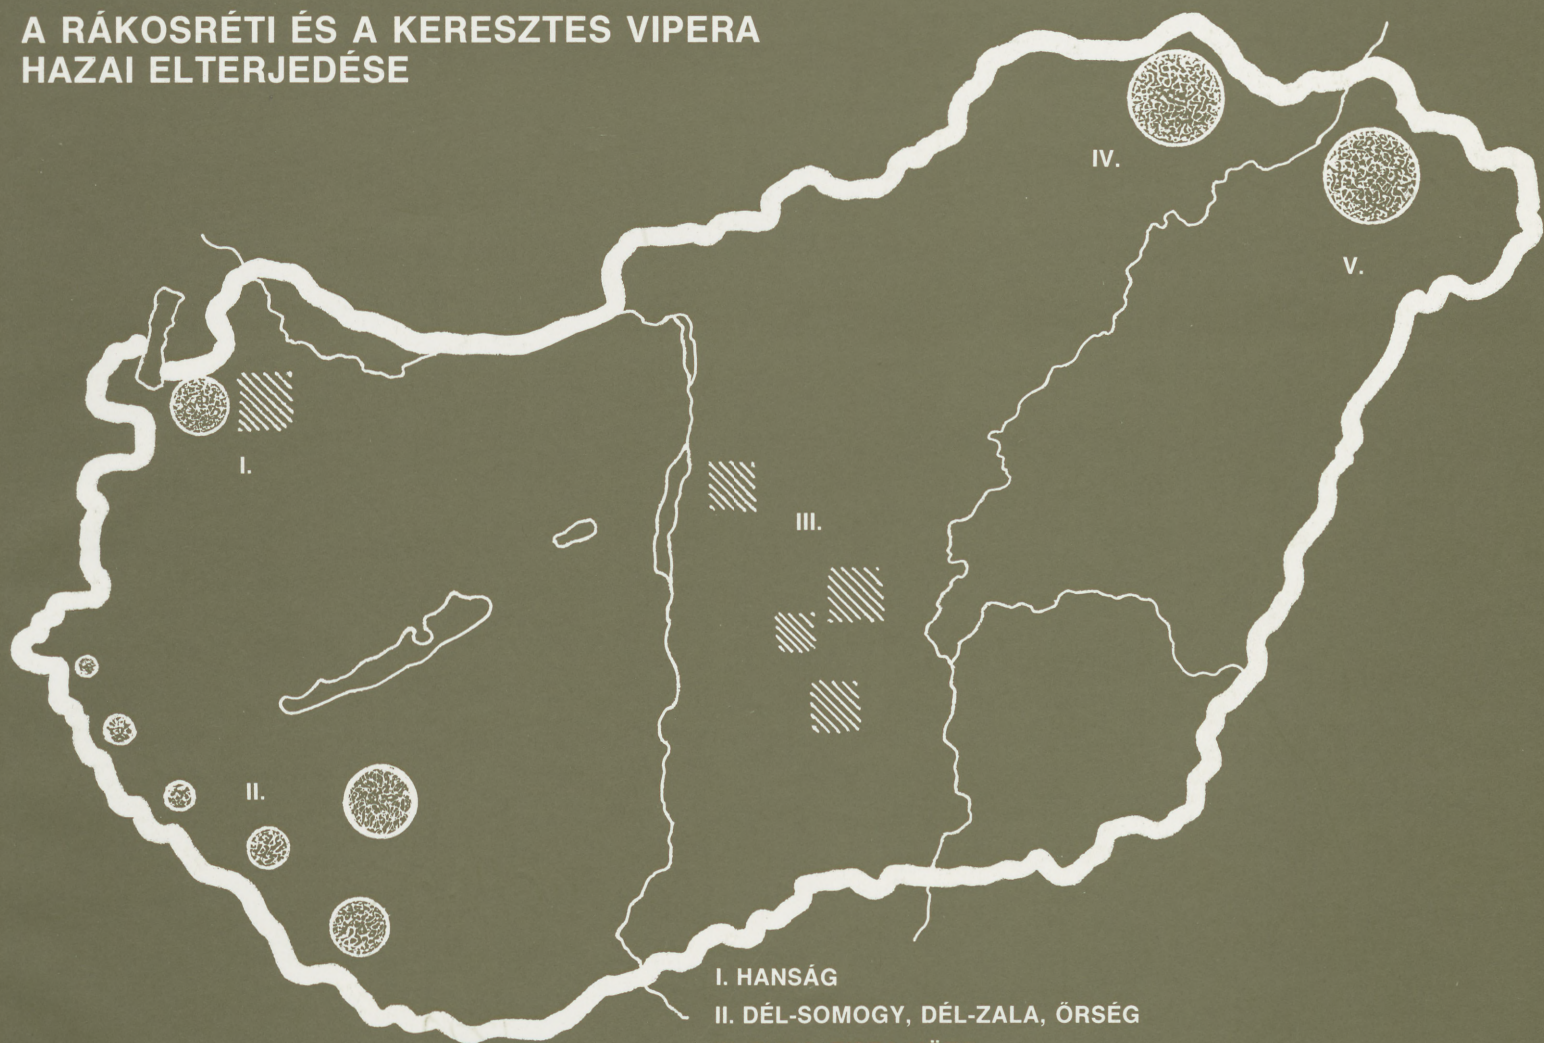 A RÁKOSRÉTI ÉS A KERESZTES VIPERA
HAZAI ELTERJEDÉSE
IV.
V.
I.
III.
II.
I. HANSÁG
II. DÉL-SOMOGY, DÉL-ZALA, ŐRSÉG